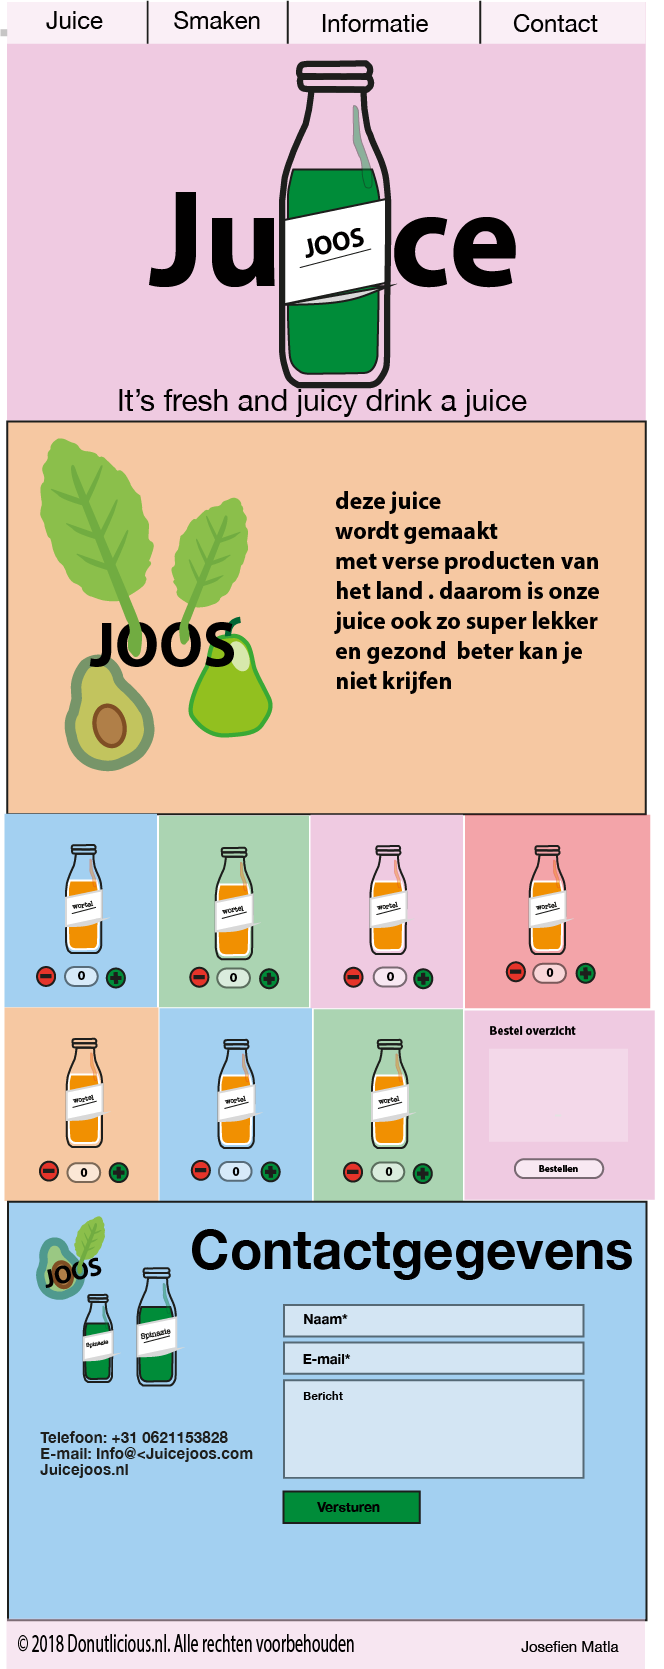 Juice Smaken Informatie Contact
Juice
JOOS
It's fresh and juicy drink a juice
JOOS
deze juice
wordt gemaakt
met verse producten van
het land . daarom is onze
juice ook zo super lekker
en gezond beter kan je
niet krijfen
wortel wortel wortel wortel
0 0 0 0
wortel wortel wortel
0 0 0
Bestel overzicht
Bestellen
JOOS
Contactgegevens
Spinazie Spinazie
Naam*
E-mail*
Bericht
Telefoon: +31 0621153828
E-mail: Info@<Juicejoos.com
Juicejoos.nl
Versturen
© 2018 Donutlicious.nl. Alle rechten voorbehouden
Josefien Matla